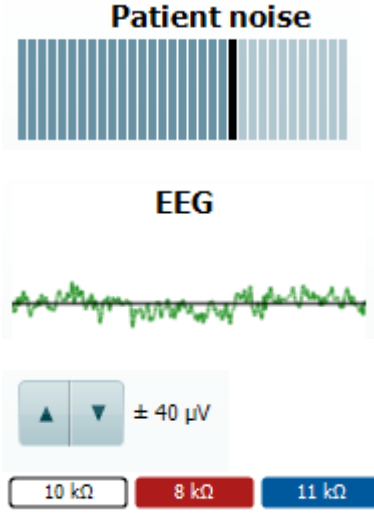 Patient noise
EEG
± 40 µV
10 kΩ 8 kΩ 11 kΩ